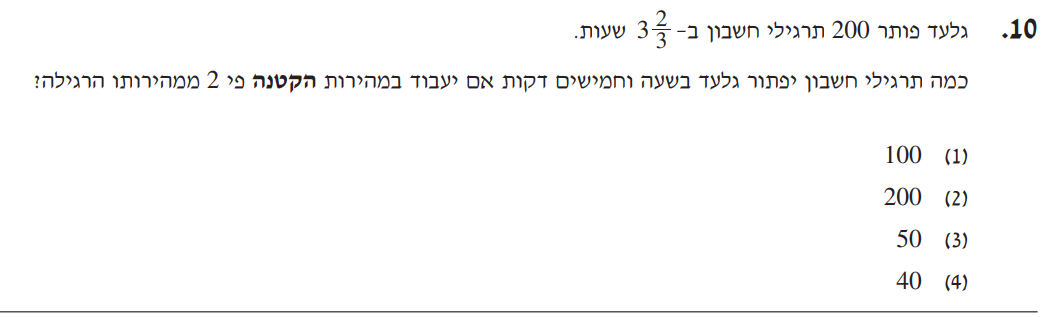 10. גלעד פותר 200 תרגילי חשבון ב- 3 2/3 שעות.
כמה תרגילי חשבון יפתור גלעד בשעה וחמישים דקות אם יעבוד במהירות הקטנה פי 2 ממהירותו הרגילה?
(1) 100
(2) 200
(3) 50
(4) 40